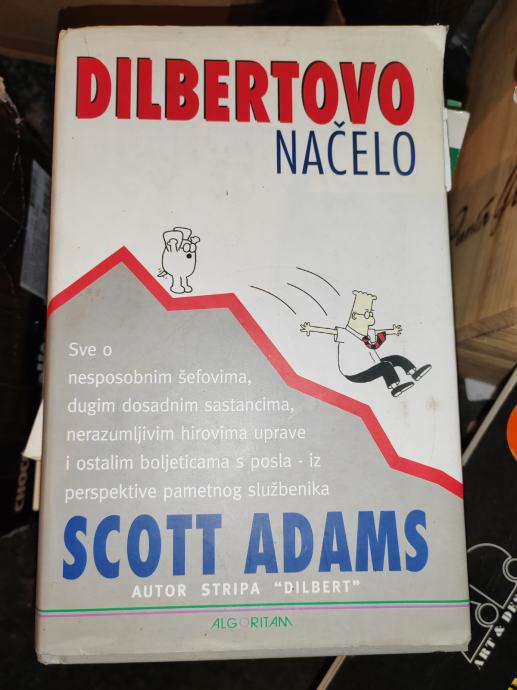 DILBERTOVO
NAČELO
Sve o
nesposobnim šefovima,
dugim dosadnim sastancima,
nerazumljivim hirovima uprave
i ostalim boljeticama s posla - iz
perspektive pametnog službenika
SCOTT ADAMS
AUTOR STRIPA "DILBERT"
ALGORITAM
CHOC